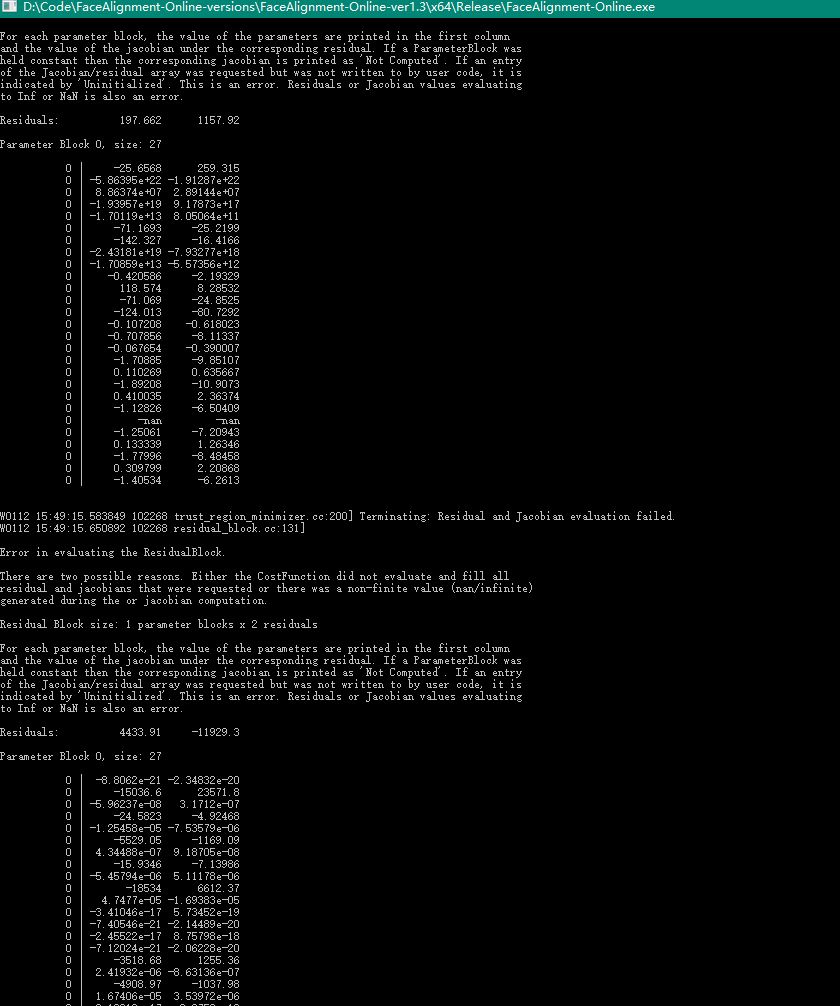 D:\Code\FaceAlignment-Online-versions\FaceAlignment-Online-ver1.3\x64\Release\FaceAlignment-Online.exe
For each parameter block, the value of the parameters are printed in the first column
and the value of the jacobian under the corresponding residual. If a ParameterBlock was
held constant then the corresponding jacobian is printed as 'Not Computed'. If an entry
of the Jacobian/residual array was requested but was not written to by user code, it is
indicated by 'Uninitialized'. This is an error. Residuals or Jacobian values evaluating
to Inf or NaN is also an error.
Residuals: 197.662 1157.92
Parameter Block 0, size: 27
0 | -25.6568 259.315
0 | -5.86395e+22 -1.91287e+22
0 | 8.86374e+07 2.89144e+07
0 | -1.93957e+19 9.17873e+17
0 | -1.70119e+13 8.05064e+11
0 | -71.1693 -25.2199
0 | -142.327 -16.4166
0 | -2.43181e+19 -7.93277e+18
0 | -1.70859e+13 -5.57356e+12
0 | -0.420586 -2.19329
0 | 118.574 8.28532
0 | -71.069 -24.8525
0 | -124.013 -80.7292
0 | -0.107208 -0.618023
0 | -0.707856 -8.11337
0 | -0.067654 -0.390007
0 | -1.70885 -9.85107
0 | 0.110269 0.635667
0 | -1.89208 -10.9073
0 | 0.410035 2.36374
0 | -1.12826 -6.50409
0 | -nan -nan
0 | -1.25061 -7.20943
0 | 0.133339 1.26346
0 | -1.77996 -8.48458
0 | 0.309799 2.20868
0 | -1.40534 -6.2613
W0112 15:49:15.583849 102268 trust_region_minimizer.cc:200] Terminating: Residual and Jacobian evaluation failed.
W0112 15:49:15.650892 102268 residual_block.cc:131]
Error in evaluating the ResidualBlock.
There are two possible reasons. Either the CostFunction did not evaluate and fill all
residual and jacobians that were requested or there was a non-finite value (nan/infinite)
generated during the or jacobian computation.
Residual Block size: 1 parameter blocks x 2 residuals
For each parameter block, the value of the parameters are printed in the first column
and the value of the jacobian under the corresponding residual. If a ParameterBlock was
held constant then the corresponding jacobian is printed as 'Not Computed'. If an entry
of the Jacobian/residual array was requested but was not written to by user code, it is
indicated by 'Uninitialized'. This is an error. Residuals or Jacobian values evaluating
to Inf or NaN is also an error.
Residuals: 4433.91 -11929.3
Parameter Block 0, size: 27
0 | -8.8062e-21 -2.34832e-20
0 | -15036.6 23571.8
0 | -5.96237e-08 3.1712e-07
0 | -24.5823 -4.92468
0 | -1.25458e-05 -7.53579e-06
0 | -5529.05 -1169.09
0 | 4.34488e-07 9.18705e-08
0 | -15.9346 -7.13986
0 | -5.45794e-06 5.11178e-06
0 | -18534 6612.37
0 | 4.7477e-05 -1.69383e-05
0 | -3.41046e-17 5.73452e-19
0 | -7.40546e-21 -2.14489e-20
0 | -2.45522e-17 8.75798e-18
0 | -7.12024e-21 -2.06228e-20
0 | -3518.68 1255.36
0 | 2.41932e-06 -8.63136e-07
0 | -4908.97 -1037.98
0 | 1.67406e-05 3.53972e-06